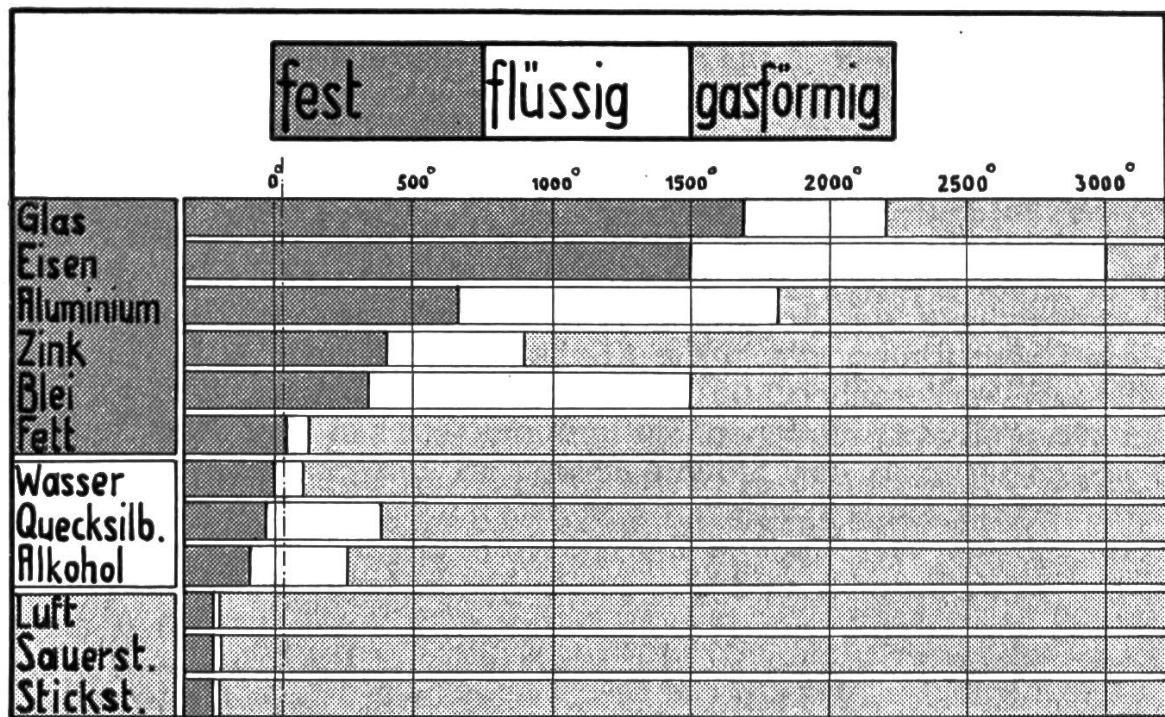 fest flüssig gasförmig
0° 500° 1000° 1500° 2000° 2500° 3000°
Glas
Eisen
Aluminium
Zink
Blei
Fett
Wasser
Quecksilb.
Alkohol
Luft
Sauerst.
Stickst.